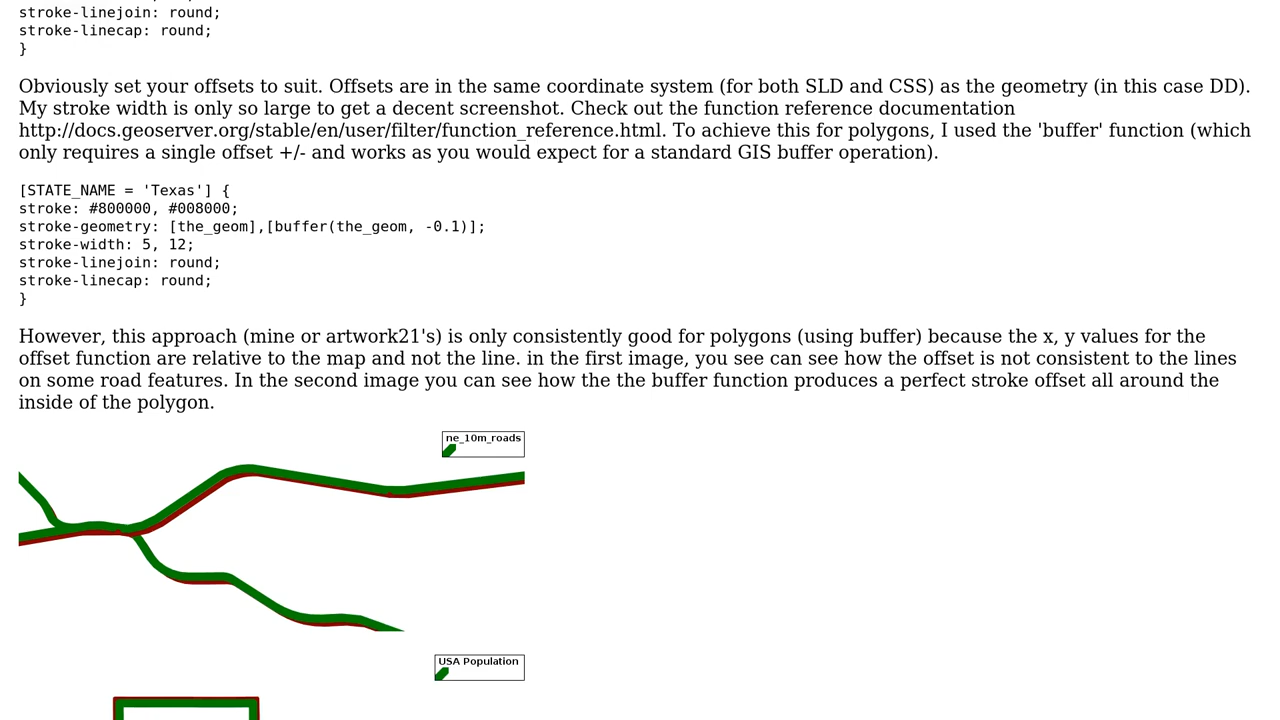 stroke-linejoin: round;
stroke-linecap: round;
}
Obviously set your offsets to suit. Offsets are in the same coordinate system (for both SLD and CSS) as the geometry (in this case DD).
My stroke width is only so large to get a decent screenshot. Check out the function reference documentation
http://docs.geoserver.org/stable/en/user/filter/function_reference.html. To achieve this for polygons, I used the 'buffer' function (which
only requires a single offset +/- and works as you would expect for a standard GIS buffer operation).
[STATE_NAME = 'Texas'] {
stroke: #800000, #008000;
stroke-geometry: [the_geom],[buffer(the_geom, -0.1)];
stroke-width: 5, 12;
stroke-linejoin: round;
stroke-linecap: round;
}
However, this approach (mine or artwork21's) is only consistently good for polygons (using buffer) because the x, y values for the
offset function are relative to the map and not the line. in the first image, you see can see how the offset is not consistent to the lines
on some road features. In the second image you can see how the the buffer function produces a perfect stroke offset all around the
inside of the polygon.
ne_10m_roads
USA Population